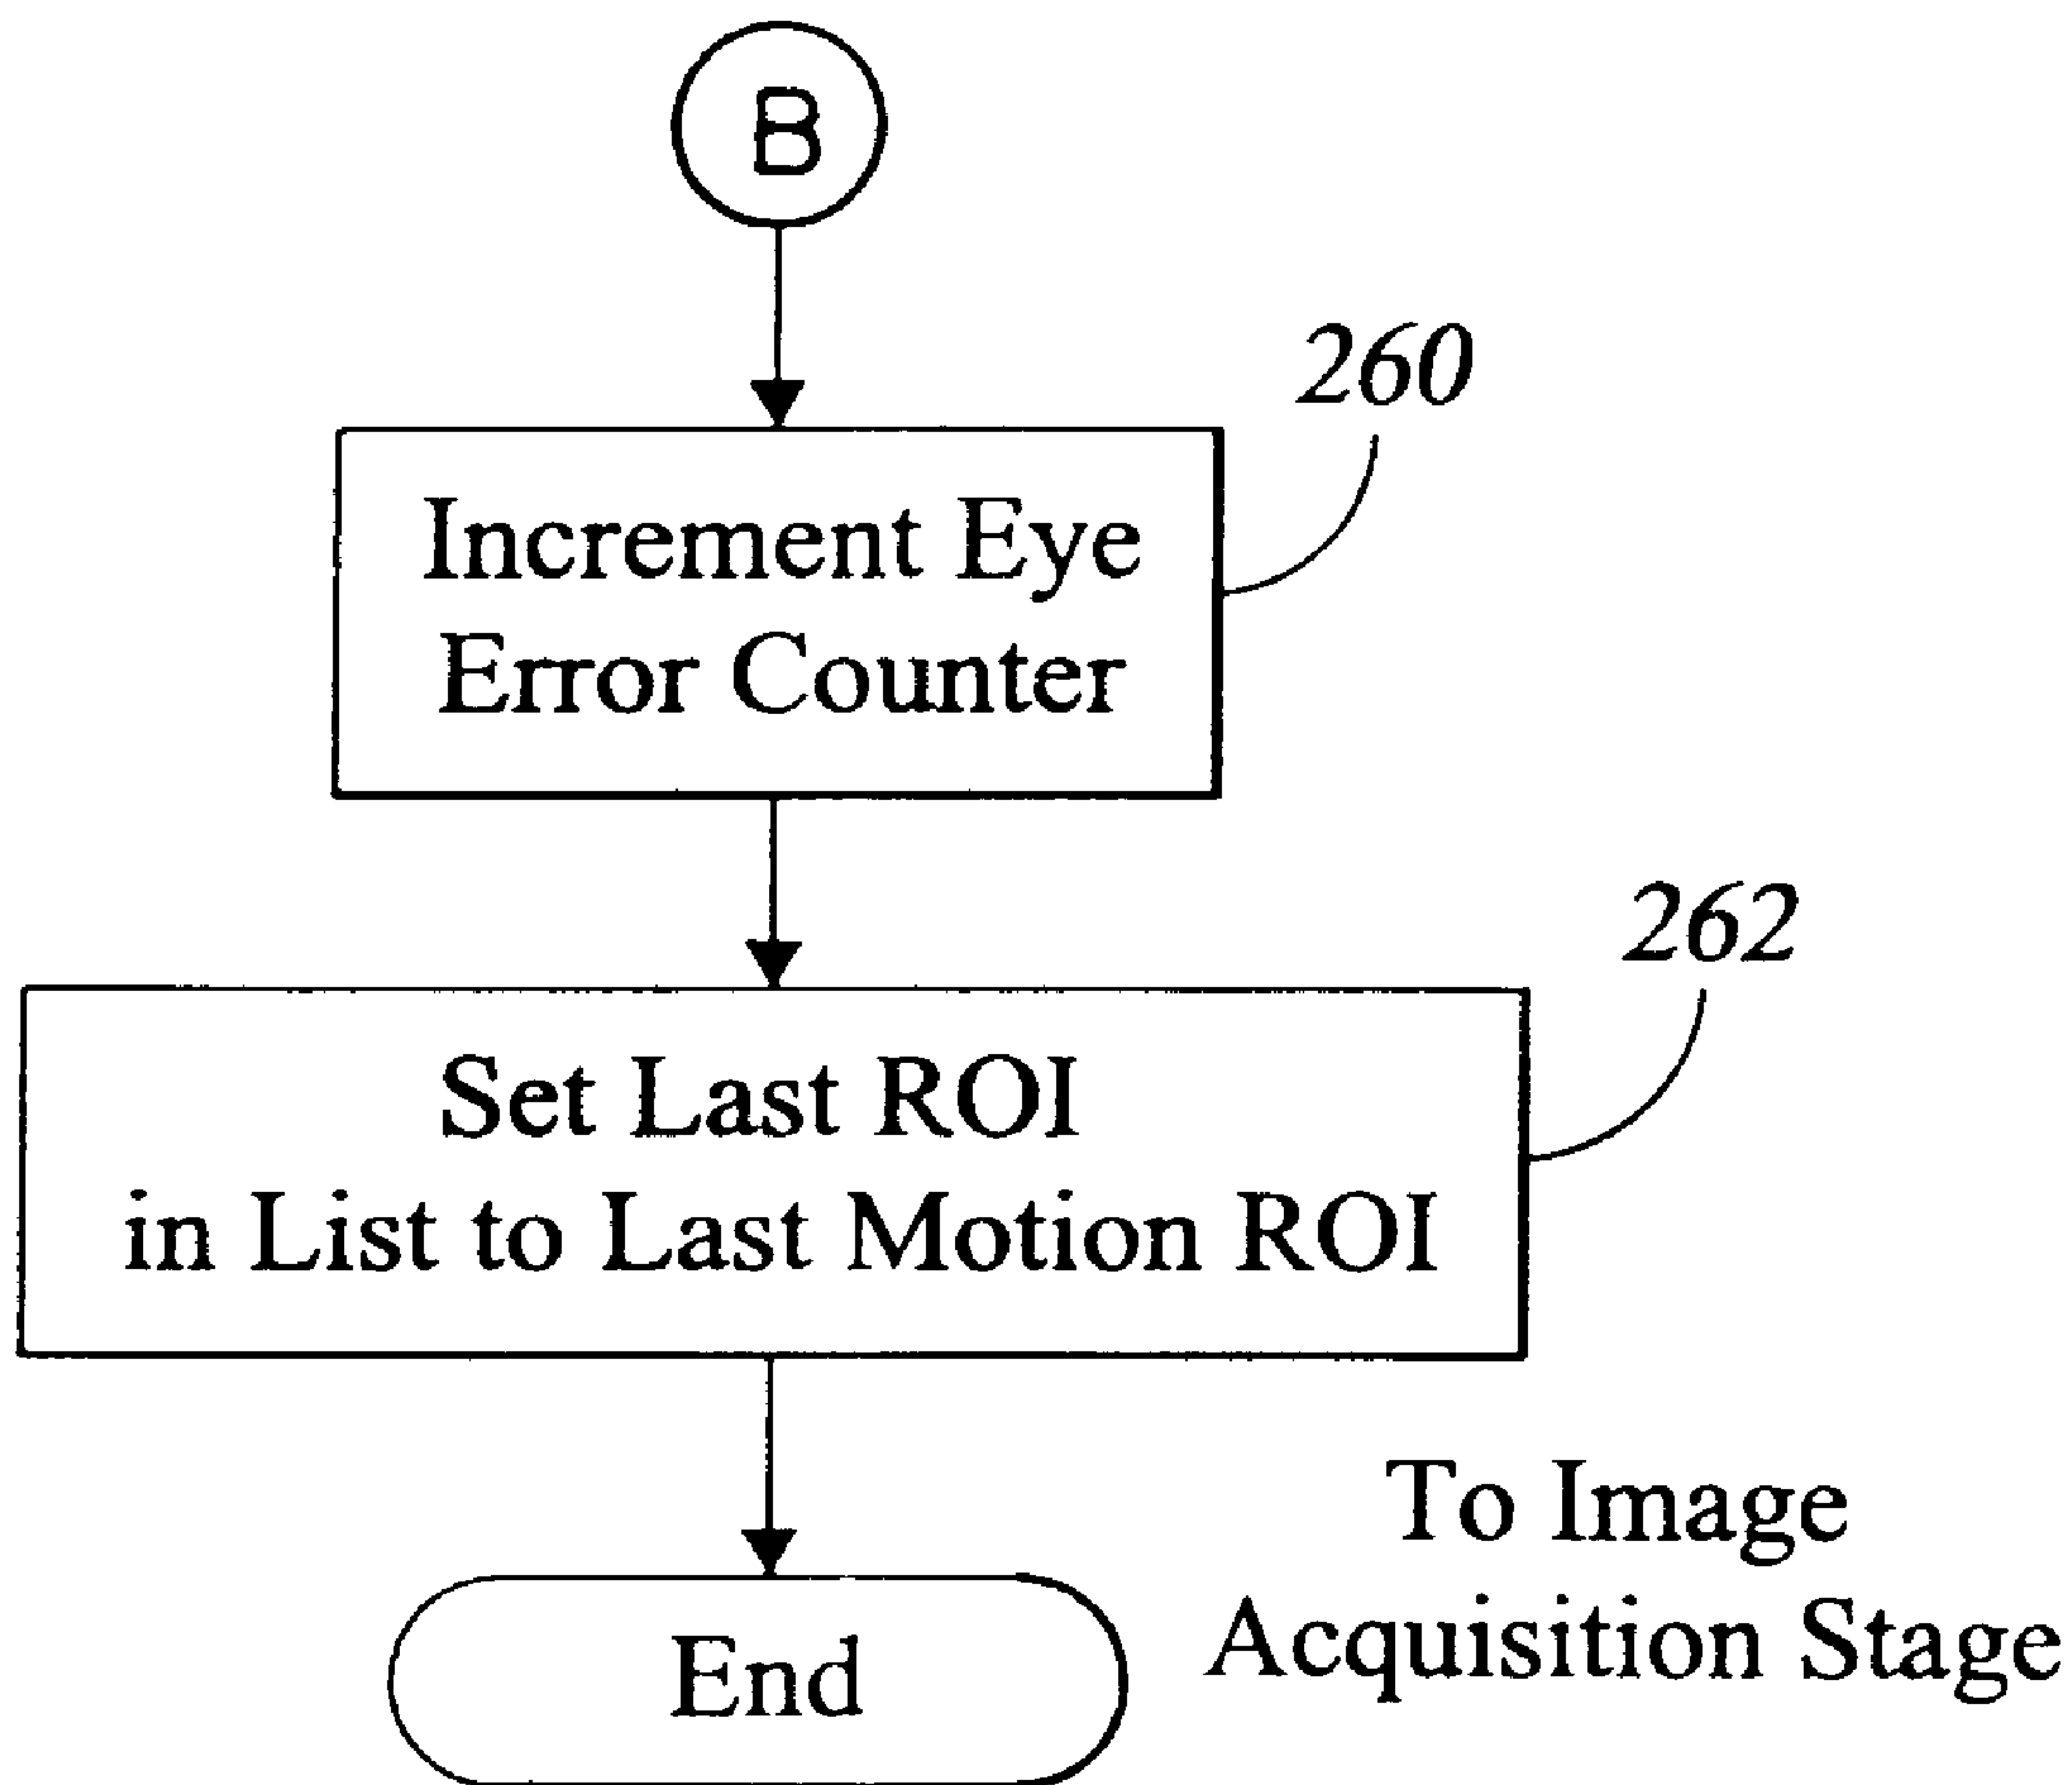 B
260
Increment Eye
Error Counter
262
Set Last ROI
in List to Last Motion ROI
To Image
Acquisition Stage
End